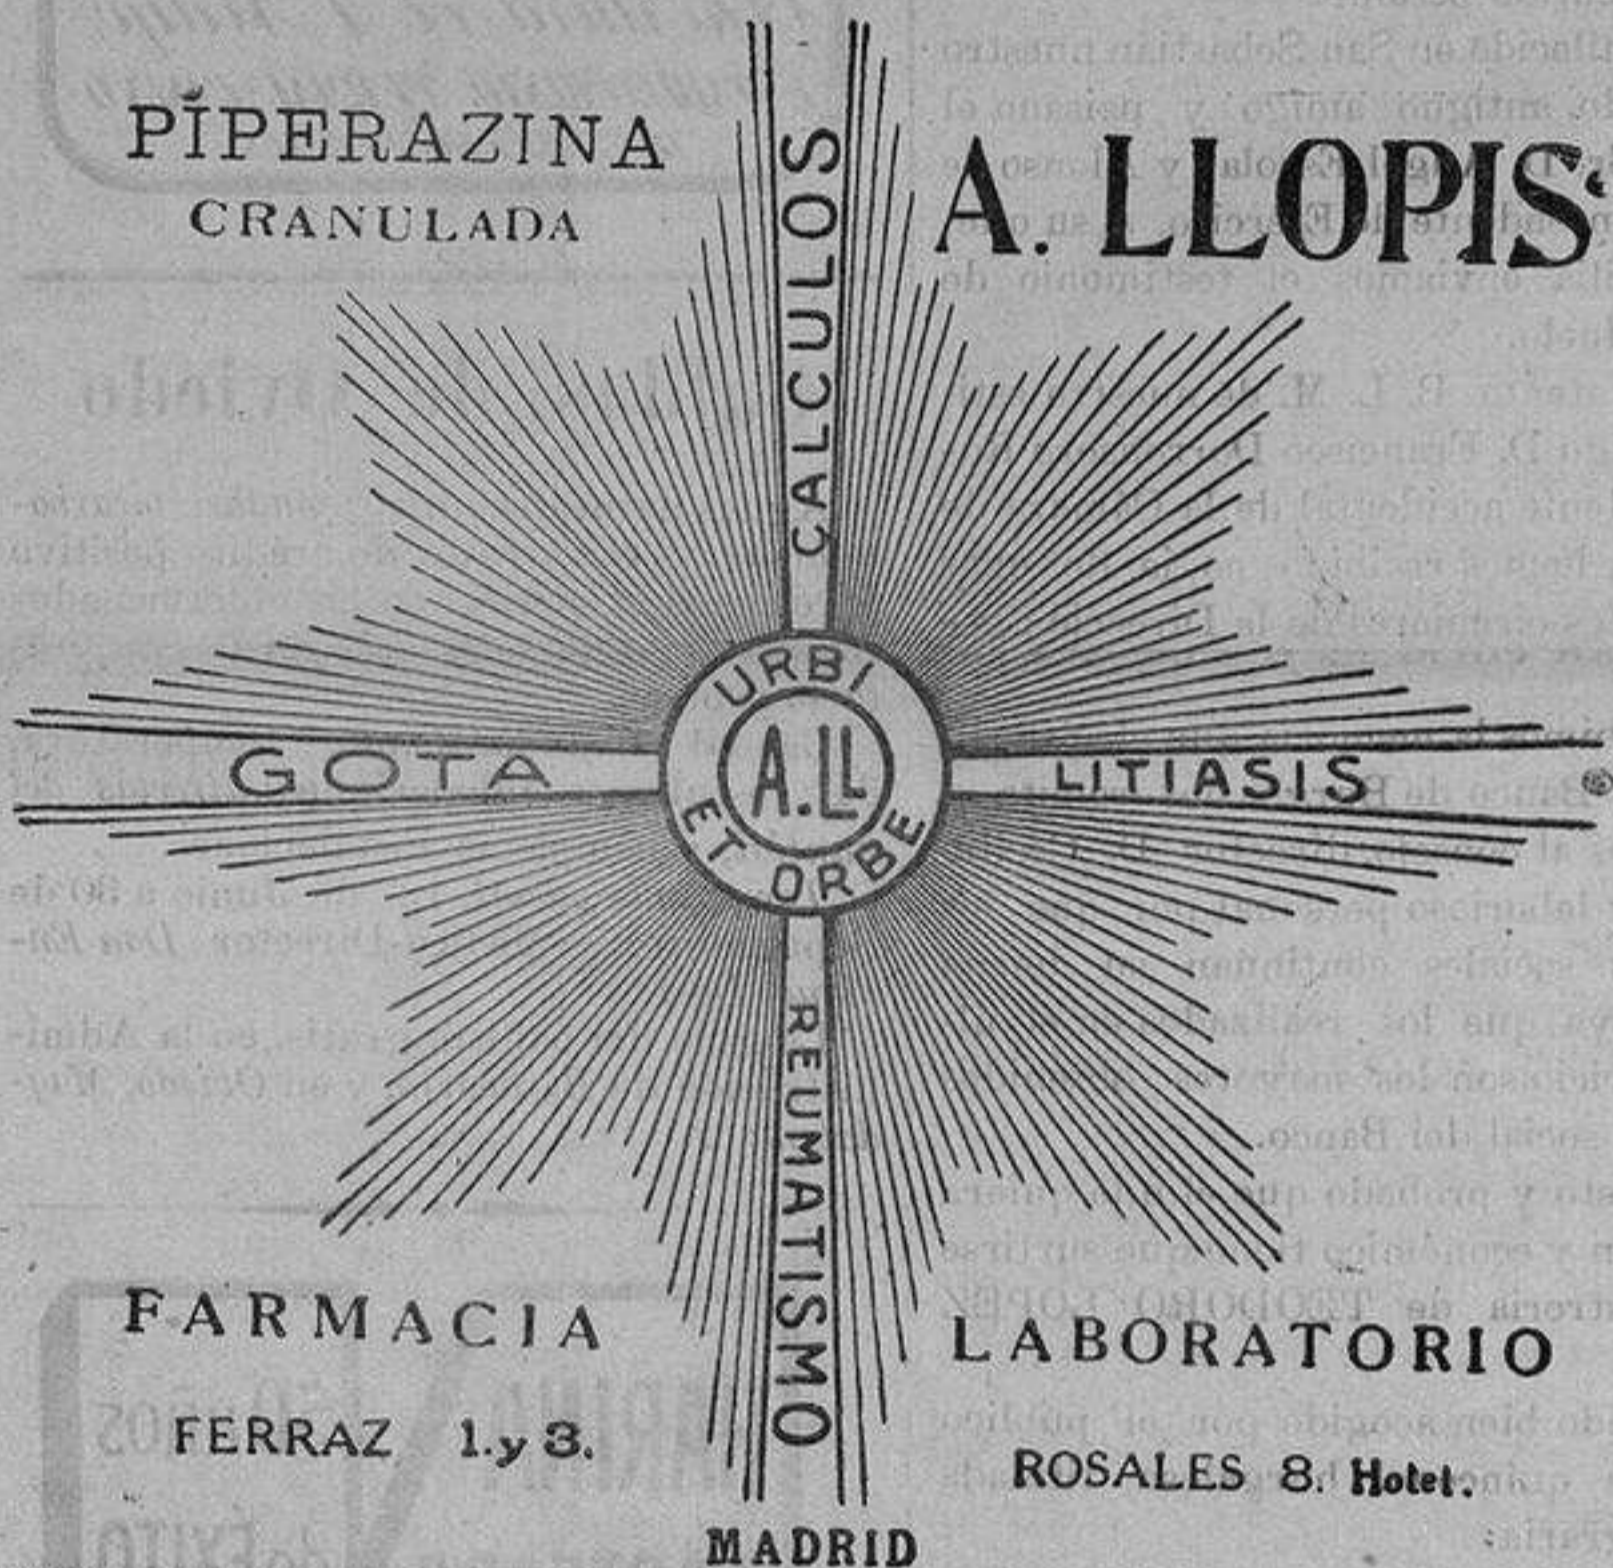 PIPERAZINA
CRANULADA
A. LLOPIS
CALCULOS
GOTA
URBI
A.LL
ET ORBE
LITIASIS
REUMATISMO
FARMACIA
FERRAZ 1. y 3.
LABORATORIO
ROSALES 8. Hotel.
MADRID